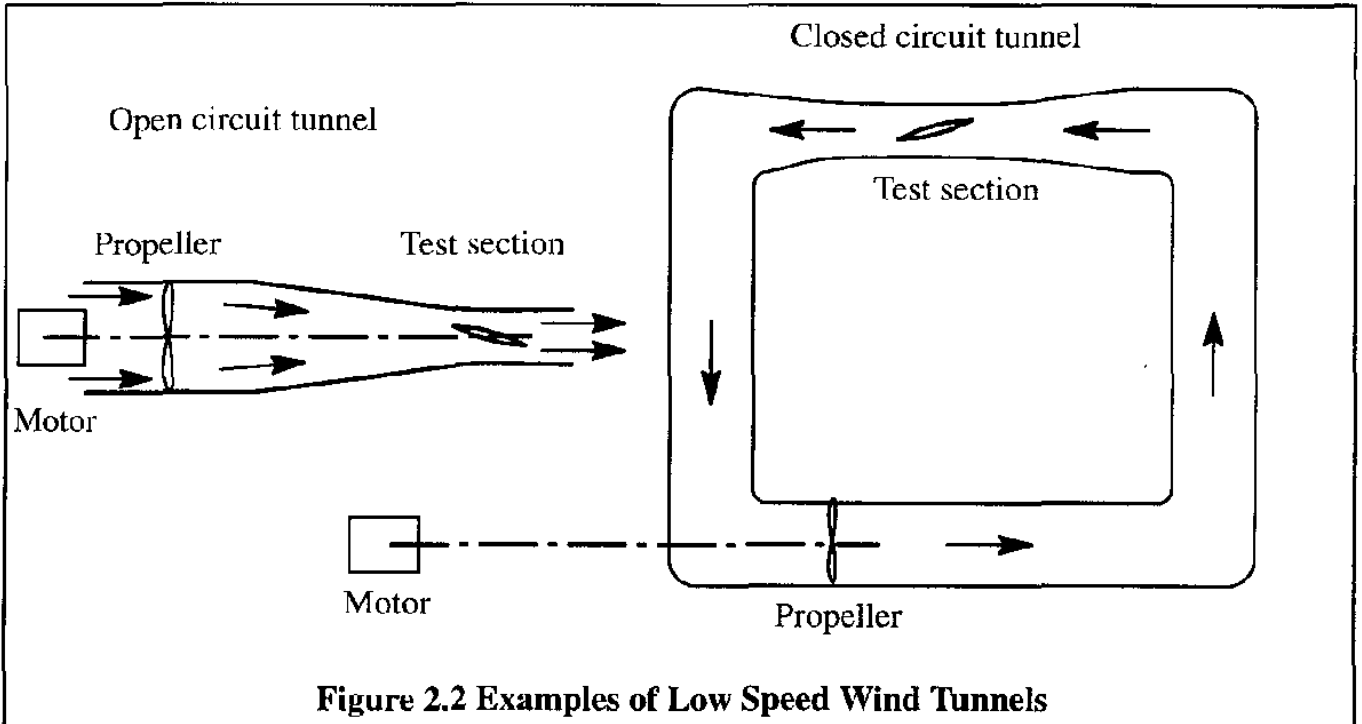 Closed circuit tunnel
Open circuit tunnel
Test section
Propeller
Test section
Motor
Motor
Propeller
Figure 2.2 Examples of Low Speed Wind Tunnels